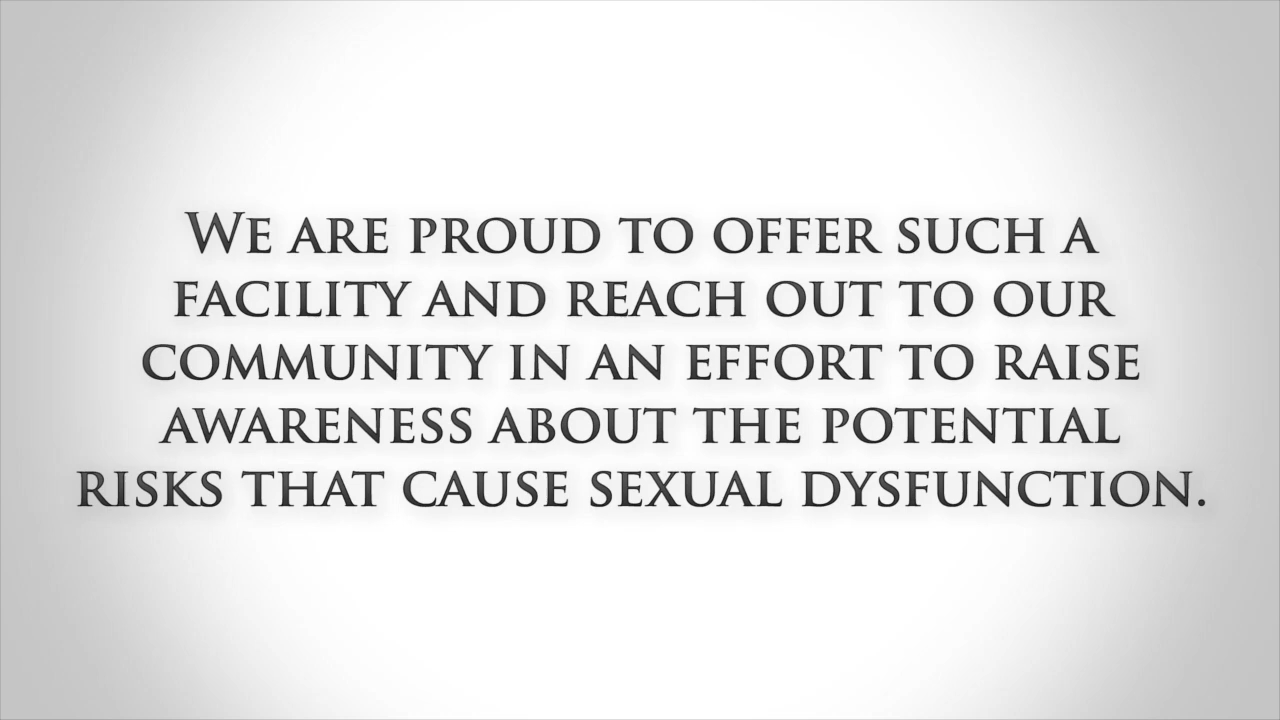 We are proud to offer such a
facility and reach out to our
community in an effort to raise
awareness about the potential
risks that cause sexual dysfunction.